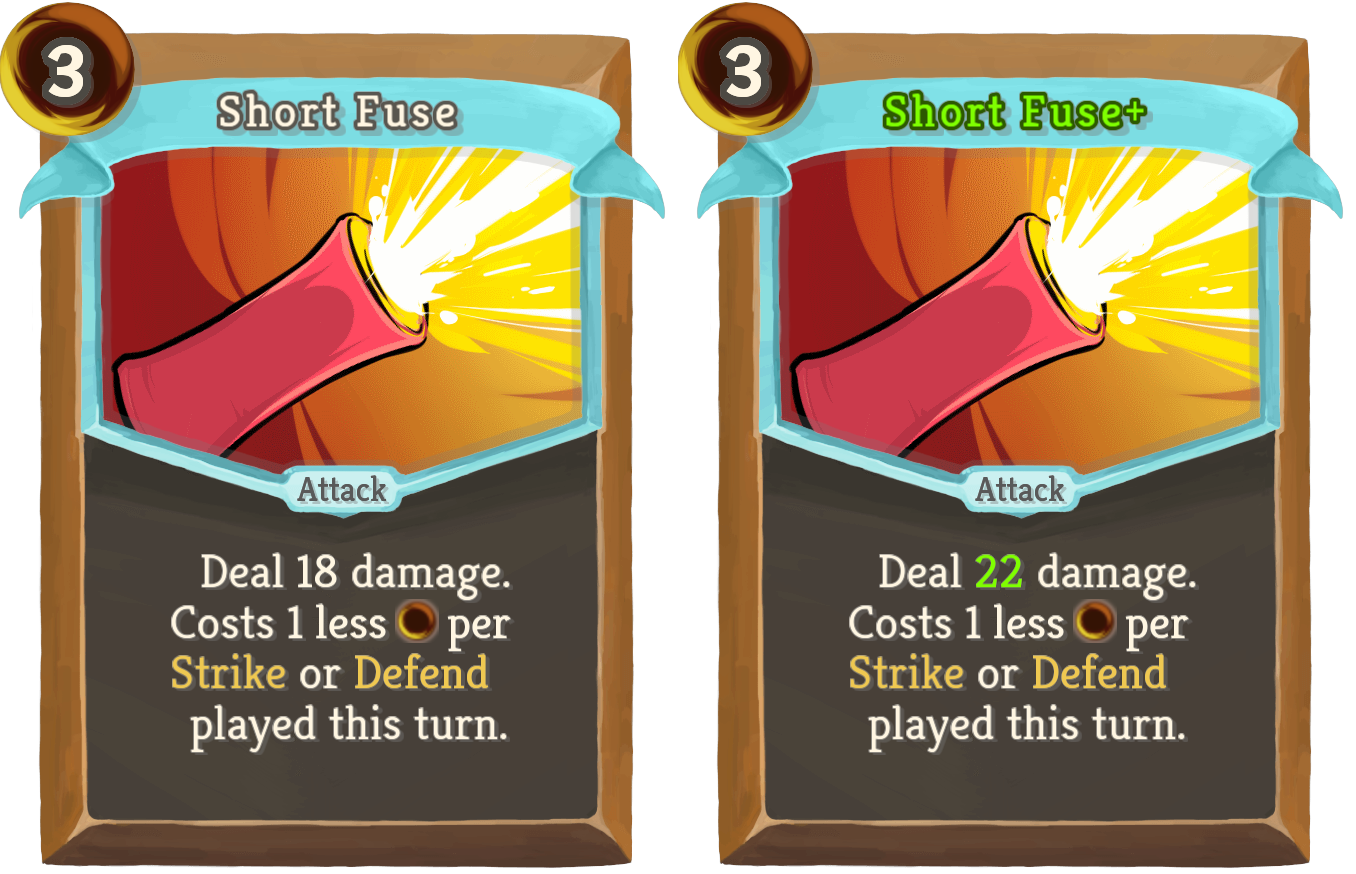 3
Short Fuse
Attack
Deal 18 damage.
Costs 1 less per
Strike or Defend
played this turn.
3
Short Fuse+
Attack
Deal 22 damage.
Costs 1 less per
Strike or Defend
played this turn.